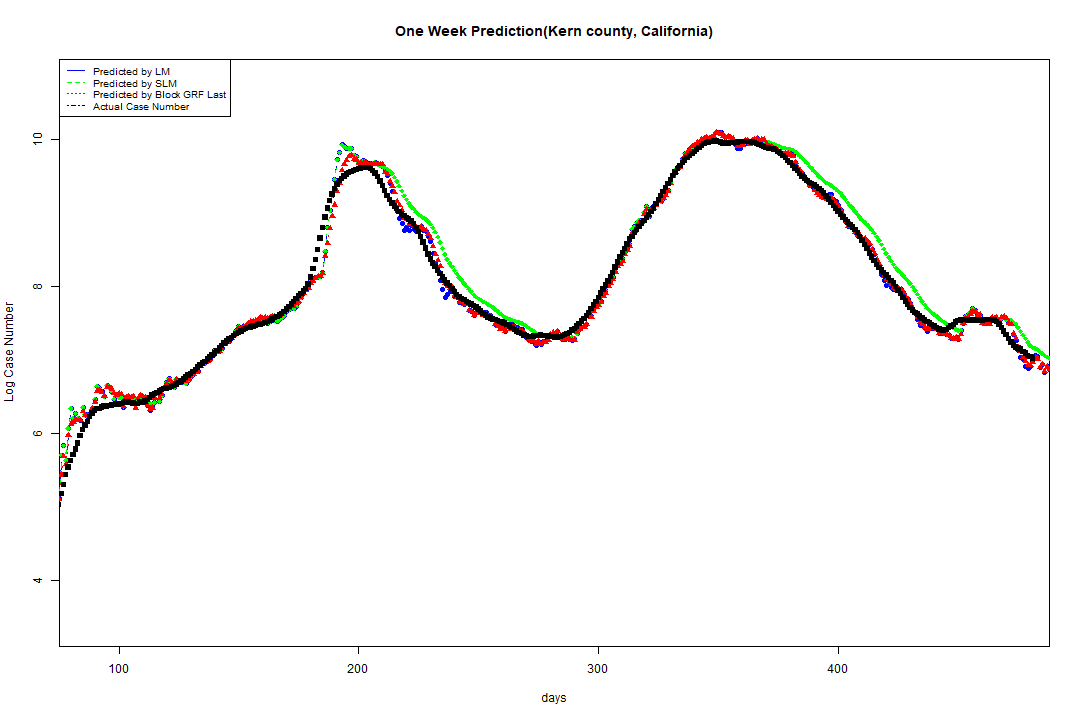 One Week Prediction(Kern county, California)
Predicted by LM
Predicted by SLM
Predicted by Block GRF Last
Actual Case Number
10
8
6
4
Log Case Number
100 200 300 400
days